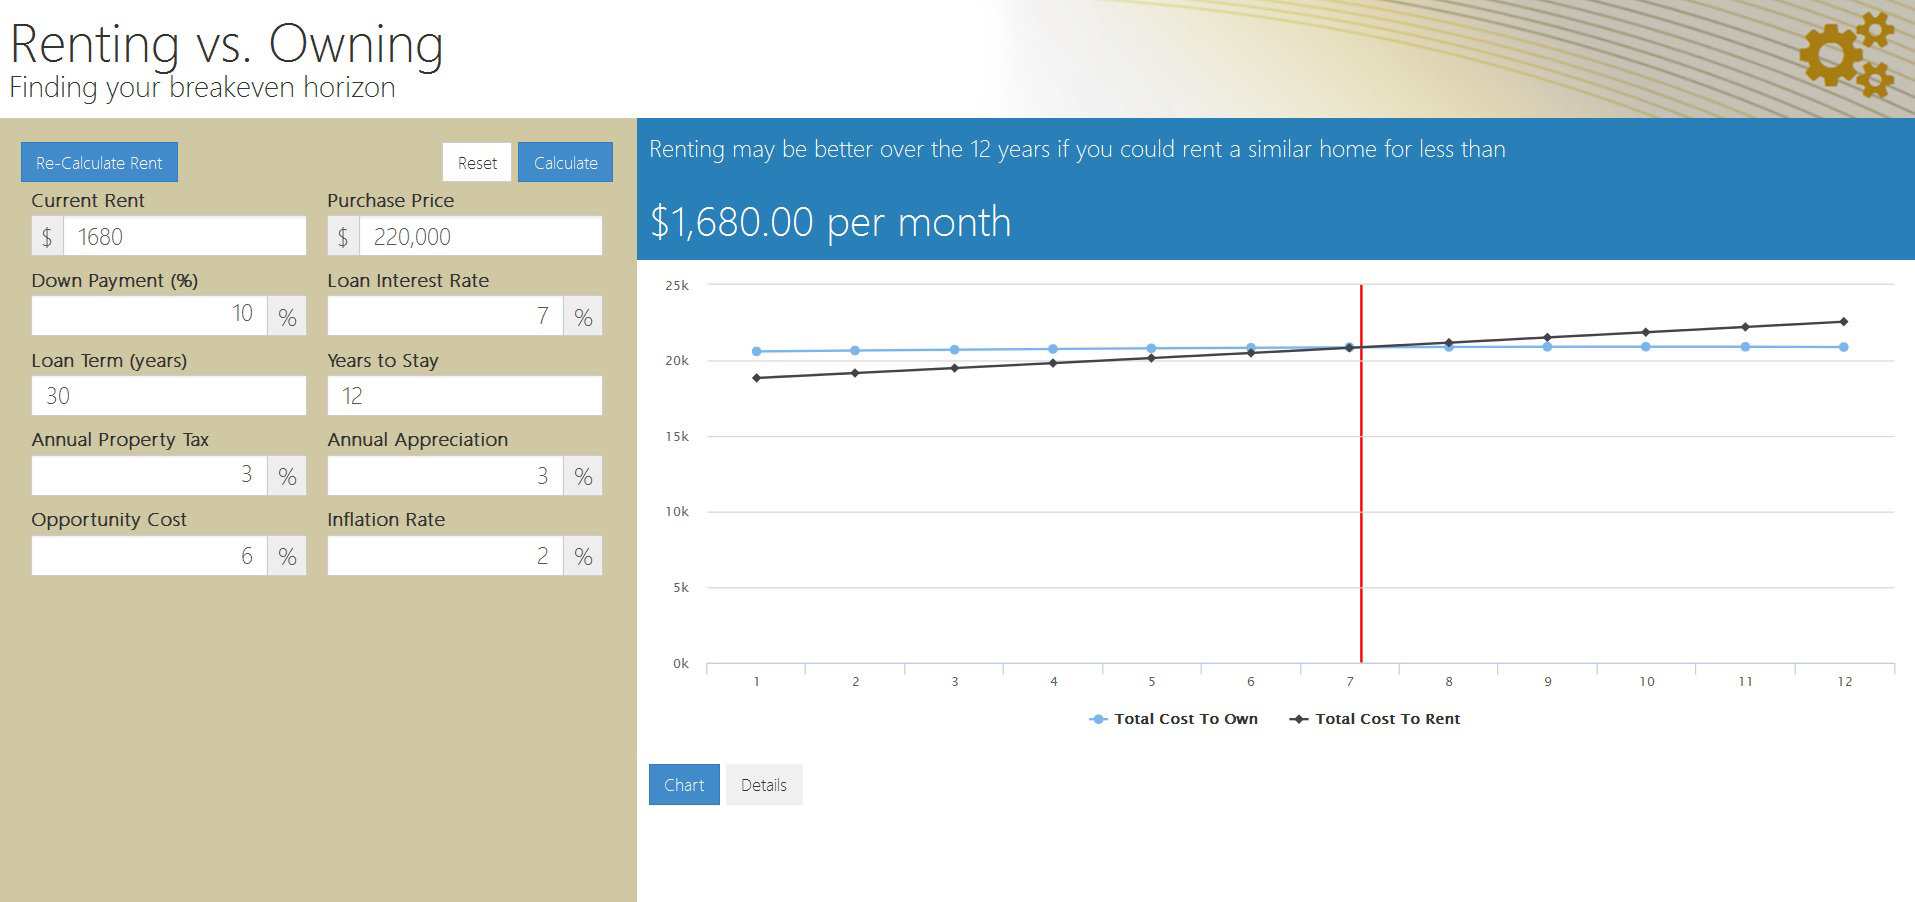 Renting vs. Owning
Finding your breakeven horizon
Re-Calculate Rent
Reset
Calculate
Current Rent
Purchase Price
$ 1680
$ 220,000
Down Payment (%)
Loan Interest Rate
10 %
7 %
Loan Term (years)
Years to Stay
30
12
Annual Property Tax
Annual Appreciation
3 %
3 %
Opportunity Cost
Inflation Rate
6 %
2 %
Renting may be better over the 12 years if you could rent a similar home for less than
$1,680.00 per month
25k
20k
15k
10k
5k
0k
1 2 3 4 5 6 7 8 9 10 11 12
Total Cost To Own
Total Cost To Rent
Chart
Details